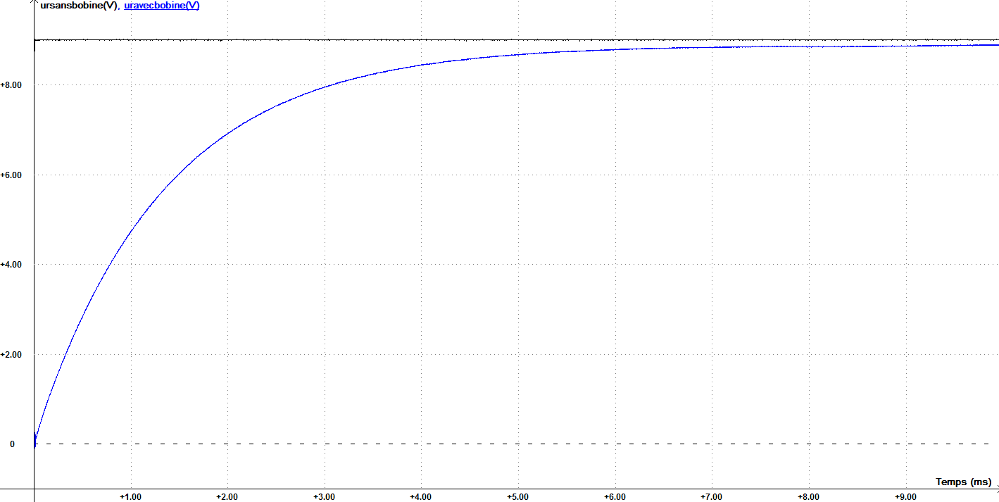 ursansbobine(V), uravecbobine(V)
+8.00
+6.00
+4.00
+2.00
0
Temps (ms)
+1.00 +2.00 +3.00 +4.00 +5.00 +6.00 +7.00 +8.00 +9.00